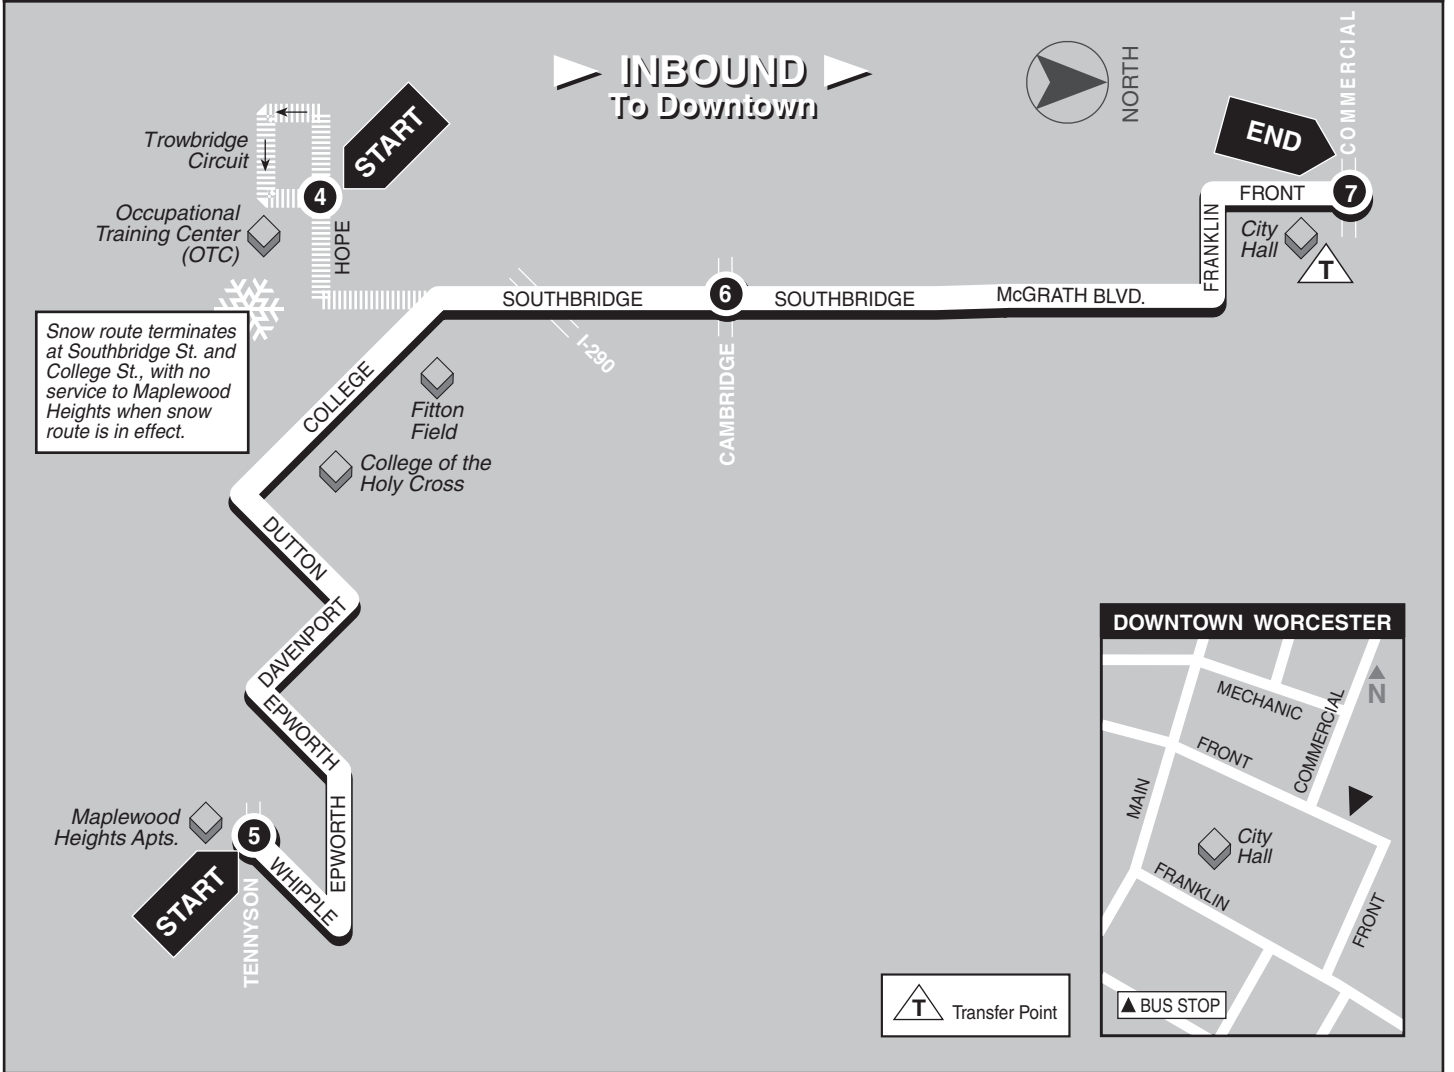 INBOUND
To Downtown
NORTH
COMMERCIAL
START
END
Trowbridge
Circuit
4
7
FRONT
Occupational
Training Center
(OTC)
HOPE
FRANKLIN
City
Hall
T
SOUTHBRIDGE
6
SOUTHBRIDGE
McGRATH BLVD.
I-290
CAMBRIDGE
Snow route terminates
at Southbridge St. and
College St., with no
service to Maplewood
Heights when snow
route is in effect.
COLLEGE
Fitton
Field
College of the
Holy Cross
DUTTON
DAVENPORT
EPWORTH
EPWORTH
Maplewood
Heights Apts.
5
WHIPPLE
START
TENNYSON
DOWNTOWN WORCESTER
N
MECHANIC
COMMERCIAL
FRONT
MAIN
City
Hall
FRANKLIN
FRONT
BUS STOP
T Transfer Point